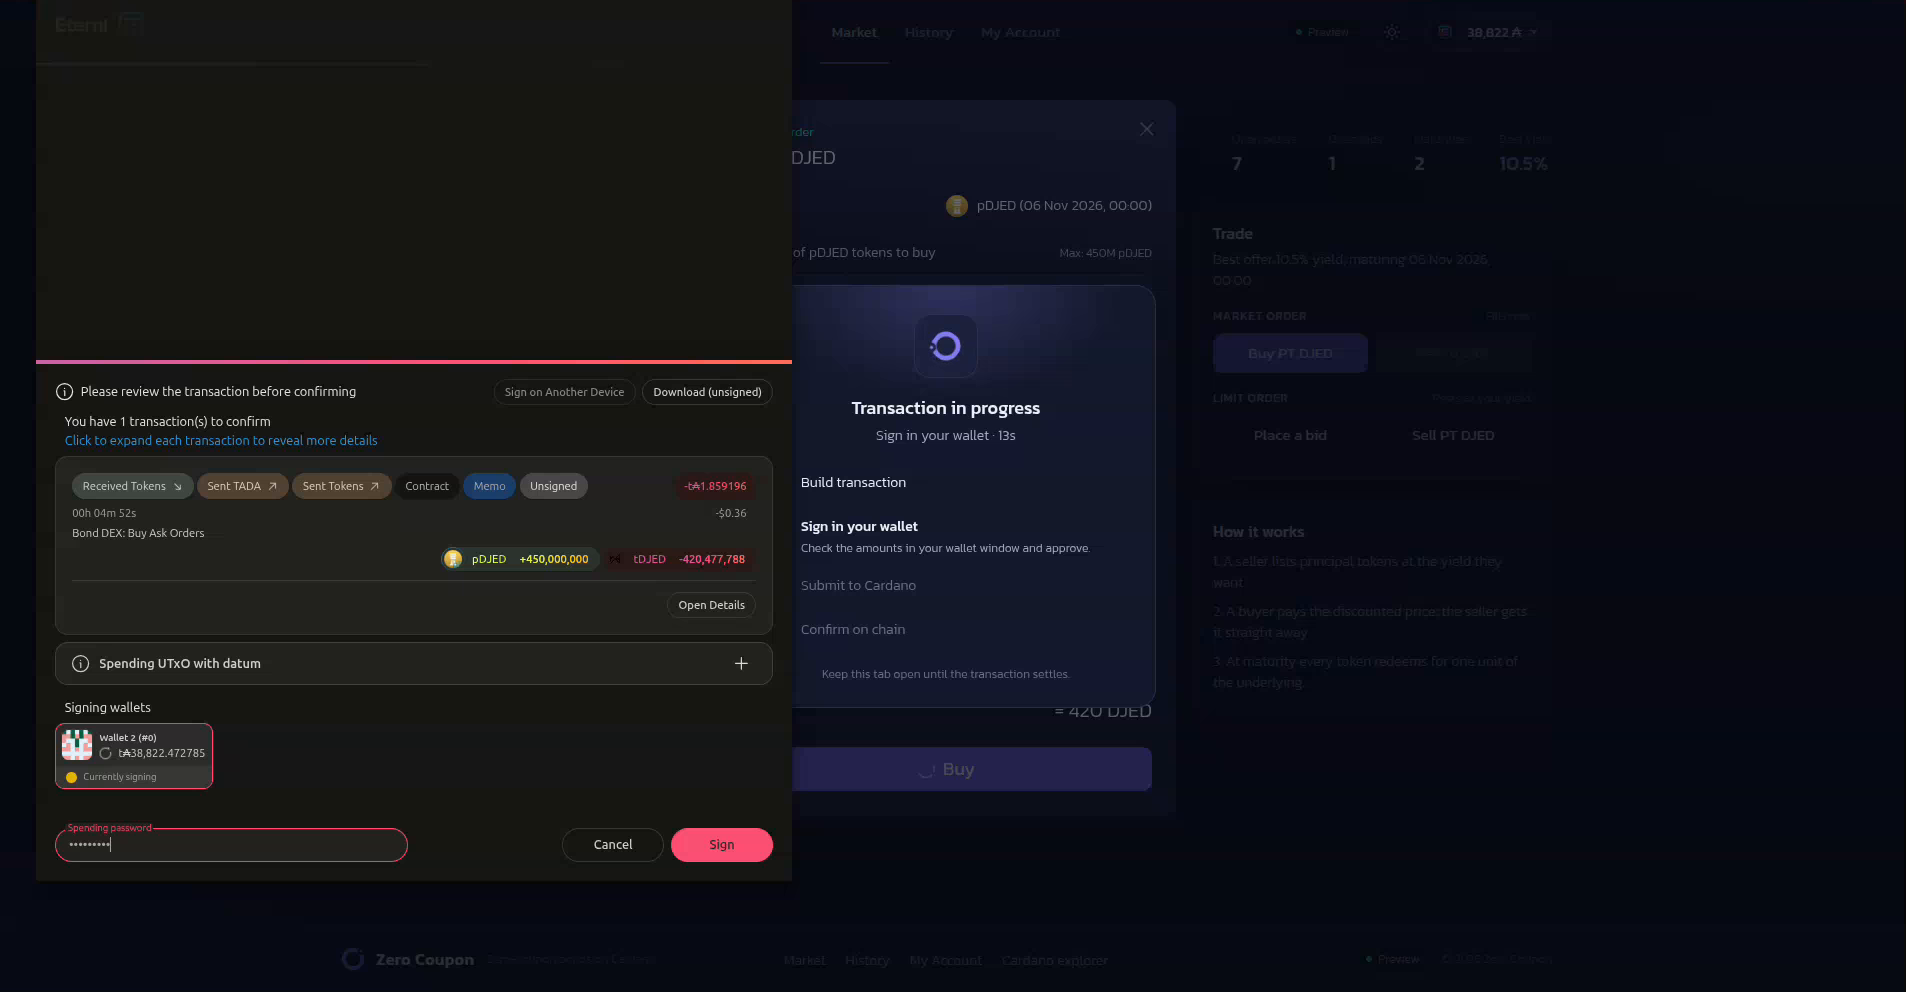 Eternl
Please review the transaction before confirming
Sign on Another Device
Download (unsigned)
You have 1 transaction(s) to confirm
Click to expand each transaction to reveal more details
Received Tokens
Sent TADA
Sent Tokens
Contract
Memo
Unsigned
-t₳1.859196
00h 04m 52s
-$0.36
Bond DEX: Buy Ask Orders
pDJED +450,000,000
tDJED -420,477,788
Open Details
Spending UTxO with datum
Signing wallets
Wallet 2 (#0)
t₳38,822.472785
Currently signing
Spending password
•••••••••
Cancel
Sign
Market
History
My Account
Preview
38,822 ₳
rder
DJED
pDJED (06 Nov 2026, 00:00)
of pDJED tokens to buy
Max: 450M pDJED
Transaction in progress
Sign in your wallet · 13s
Build transaction
Sign in your wallet
Check the amounts in your wallet window and approve.
Submit to Cardano
Confirm on chain
Keep this tab open until the transaction settles.
= 420 DJED
Buy
7
1
2
10.5%
Trade
Best offer 10.5% yield, maturing 06 Nov 2026,
00:00
MARKET ORDER
Buy PT DJED
LIMIT ORDER
Place a bid
Sell PT DJED
How it works
1. A seller lists principal tokens at the yield they
want.
2. A buyer pays the discounted price; the seller gets
it straight away.
3. At maturity every token redeems for one unit of
the underlying.
Zero Coupon
Market
History
My Account
Cardano explorer
Preview